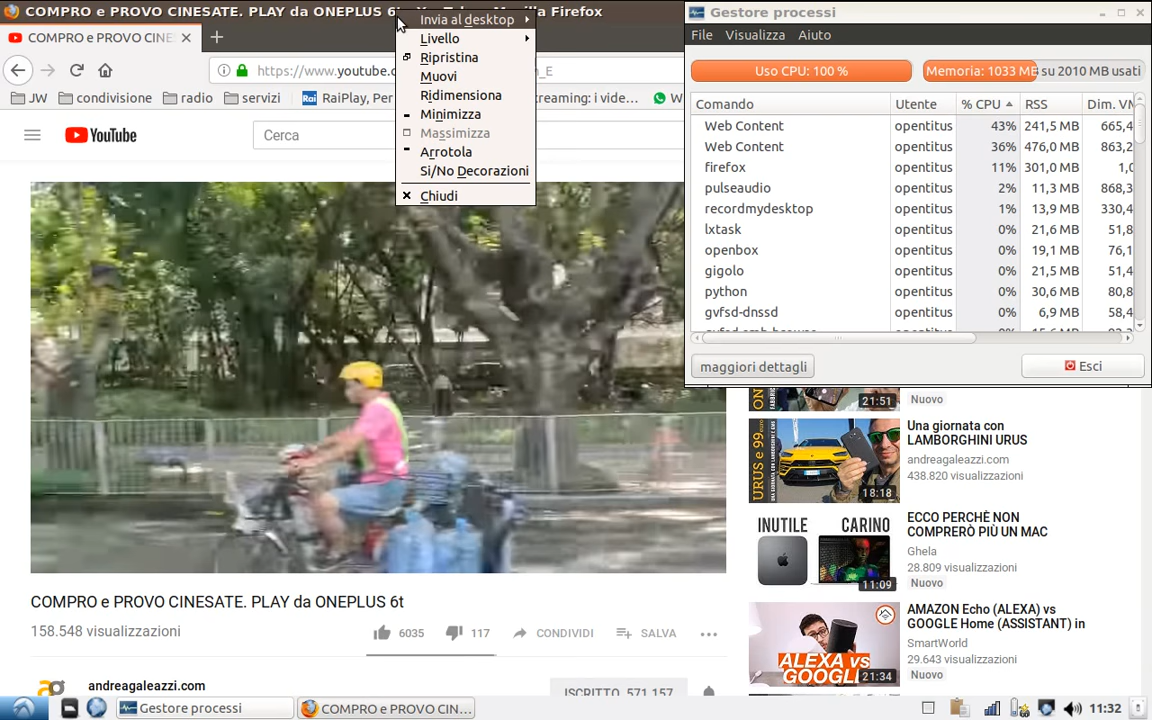 COMPRO e PROVO CINESATE. PLAY da ONEPLUS 6t
Firefox
COMPRO e PROVO CINE
https://www.youtube.c
JW
condivisione
radio
servizi
RaiPlay, Per
treaming: i vide…
YouTube
Cerca
Invia al desktop
Livello
Ripristina
Muovi
Ridimensiona
Minimizza
Massimizza
Arrotola
Si/No Decorazioni
Chiudi
Gestore processi
File Visualizza Aiuto
Uso CPU: 100 %
Memoria: 1033 MB su 2010 MB usati
Comando Utente % CPU RSS Dim. VM
Web Content opentitus 43% 241,5 MB 665,4
Web Content opentitus 36% 476,0 MB 863,2
firefox opentitus 11% 301,0 MB 1,0
pulseaudio opentitus 2% 11,3 MB 868,3
recordmydesktop opentitus 1% 13,9 MB 330,4
lxtask opentitus 0% 21,6 MB 51,8
openbox opentitus 0% 19,1 MB 76,1
gigolo opentitus 0% 21,5 MB 51,4
python opentitus 0% 30,6 MB 80,8
gvfsd-dnssd opentitus 0% 6,9 MB 58,4
maggiori dettagli
Esci
21:51
Nuovo
URUS e 99
18:18
Una giornata con
LAMBORGHINI URUS
andreagaleazzi.com
438.820 visualizzazioni
INUTILE CARINO
11:09
ECCO PERCHÈ NON
COMPRERÒ PIÙ UN MAC
Ghela
28.809 visualizzazioni
Nuovo
ALEXA vs
GOOGLE
21:34
AMAZON Echo (ALEXA) vs
GOOGLE Home (ASSISTANT) in
SmartWorld
29.643 visualizzazioni
Nuovo
COMPRO e PROVO CINESATE. PLAY da ONEPLUS 6t
158.548 visualizzazioni
6035
117
CONDIVIDI
SALVA
andreagaleazzi.com
ISCRITTO 571.157
Gestore processi
COMPRO e PROVO CIN…
11:32